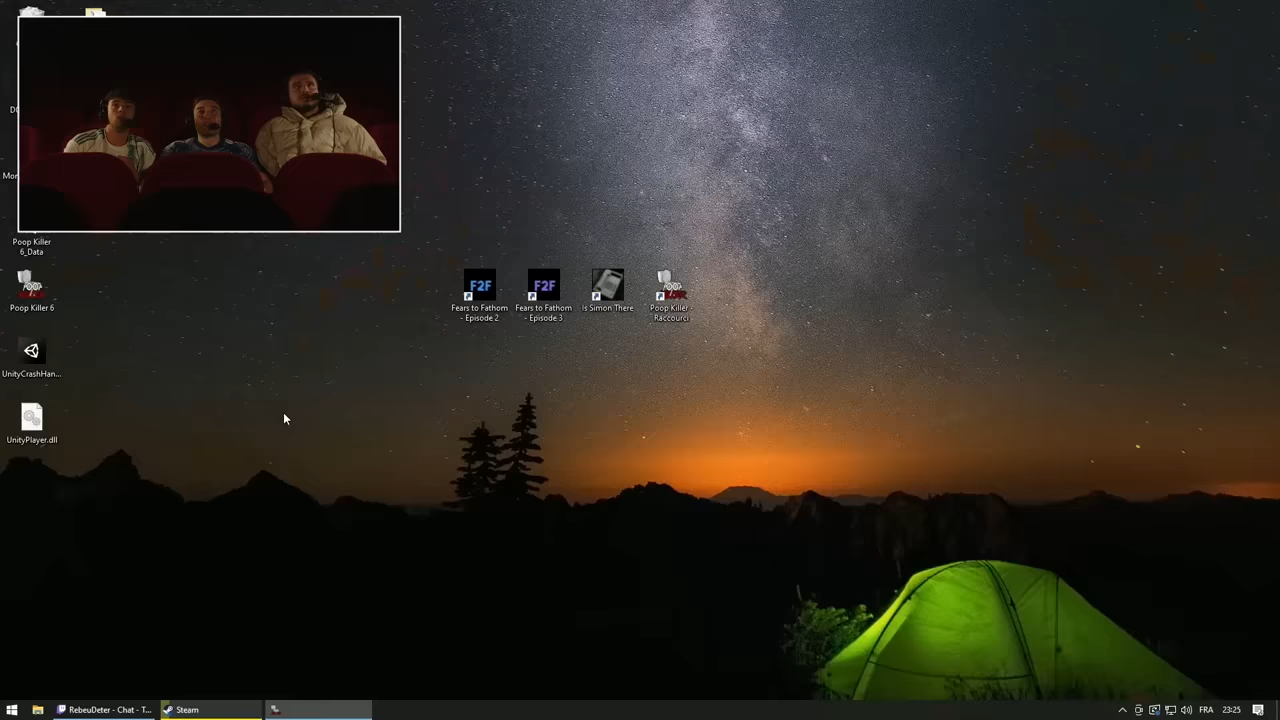 Poop Killer
6_Data
Poop Killer 6
UnityCrashHan...
UnityPlayer.dll
F2F
Fears to Fathom
- Episode 2
F2F
Fears to Fathom
- Episode 3
Is Simon There
Poop Killer -
Raccourci
RebeuDeter - Chat - T...
Steam
FRA
23:25